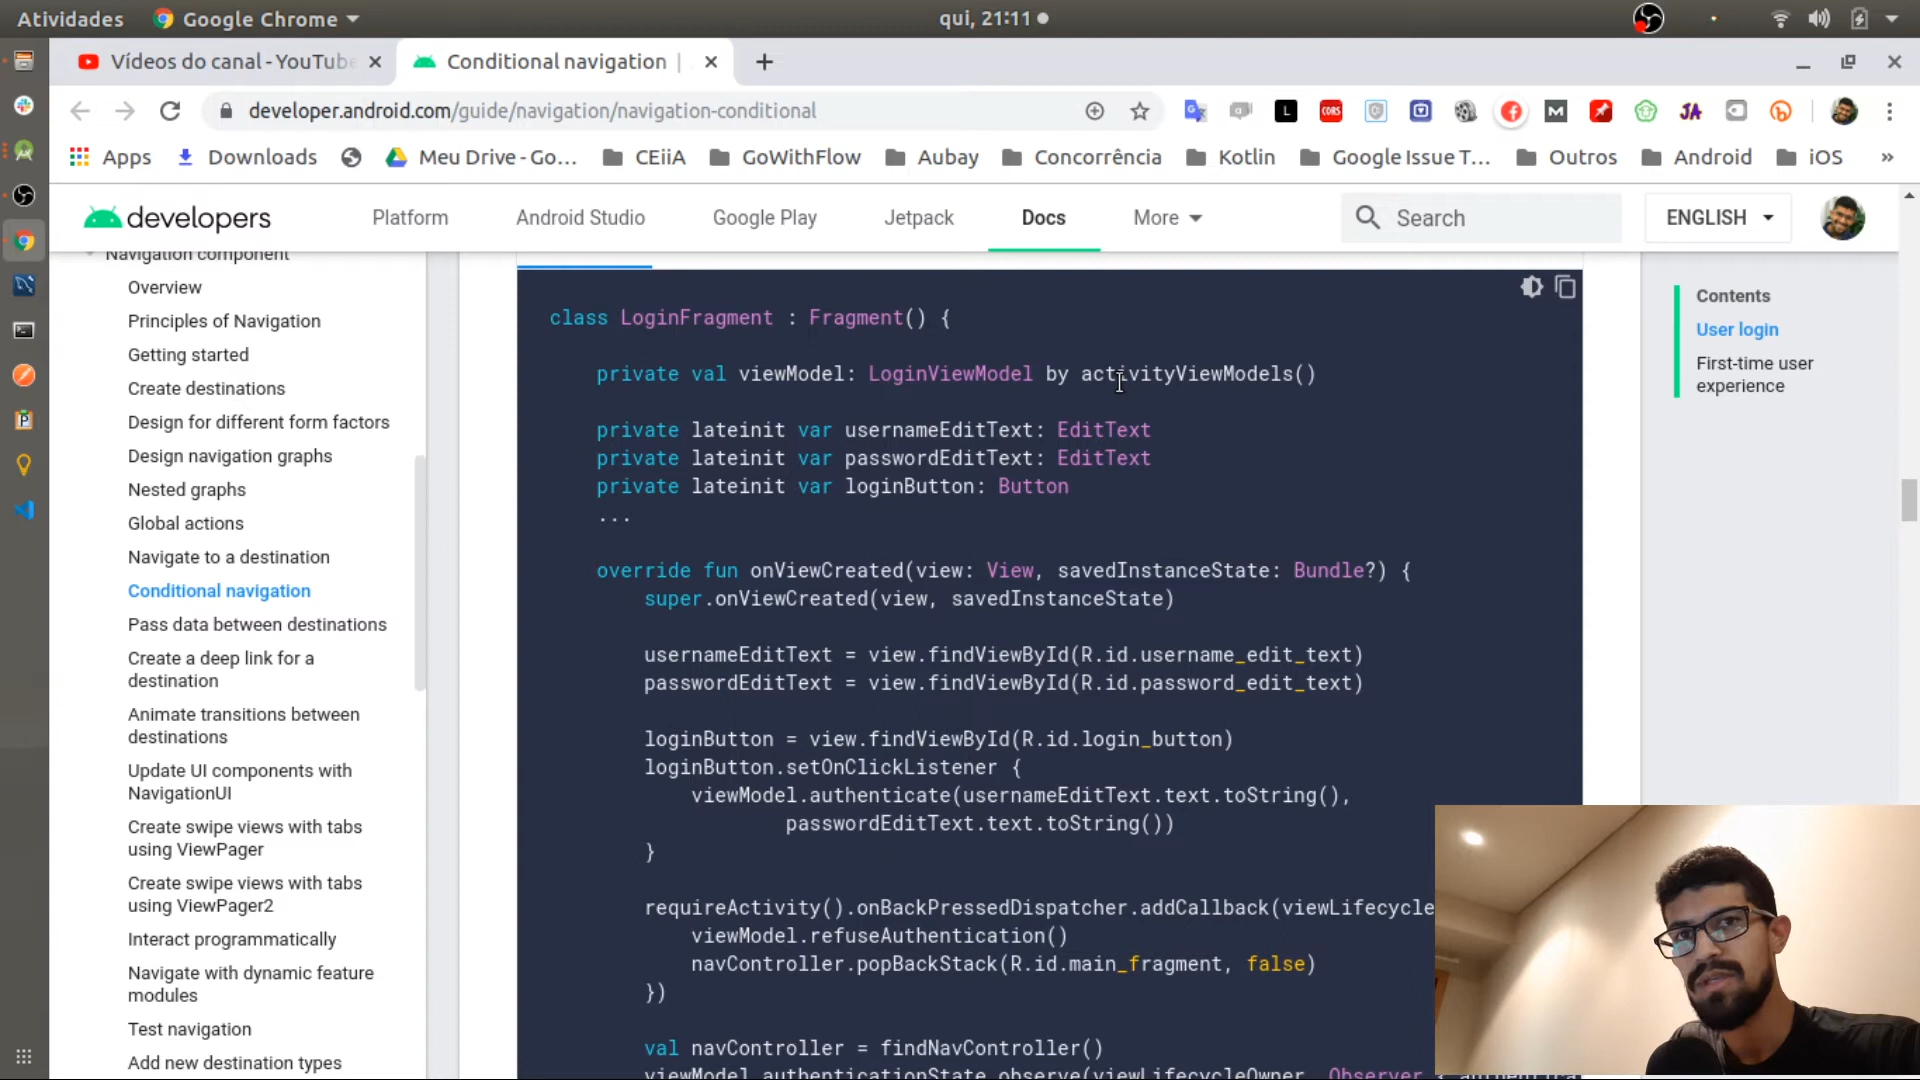 Atividades
Google Chrome
qui, 21:11
Vídeos do canal - YouTube
Conditional navigation |
developer.android.com/guide/navigation/navigation-conditional
Apps
Downloads
Meu Drive - Go...
CEiiA
GoWithFlow
Aubay
Concorrência
Kotlin
Google Issue T...
Outros
Android
iOS
»
developers
Platform
Android Studio
Google Play
Jetpack
Docs
More
Search
ENGLISH
Navigation component
Overview
Principles of Navigation
Getting started
Create destinations
Design for different form factors
Design navigation graphs
Nested graphs
Global actions
Navigate to a destination
Conditional navigation
Pass data between destinations
Create a deep link for a
destination
Animate transitions between
destinations
Update UI components with
NavigationUI
Create swipe views with tabs
using ViewPager
Create swipe views with tabs
using ViewPager2
Interact programmatically
Navigate with dynamic feature
modules
Test navigation
Add new destination types
class LoginFragment : Fragment() {
private val viewModel: LoginViewModel by activityViewModels()
private lateinit var usernameEditText: EditText
private lateinit var passwordEditText: EditText
private lateinit var loginButton: Button
...
override fun onViewCreated(view: View, savedInstanceState: Bundle?) {
super.onViewCreated(view, savedInstanceState)
usernameEditText = view.findViewById(R.id.username_edit_text)
passwordEditText = view.findViewById(R.id.password_edit_text)
loginButton = view.findViewById(R.id.login_button)
loginButton.setOnClickListener {
viewModel.authenticate(usernameEditText.text.toString(),
passwordEditText.text.toString())
}
requireActivity().onBackPressedDispatcher.addCallback(viewLifecycle
viewModel.refuseAuthentication()
navController.popBackStack(R.id.main_fragment, false)
})
val navController = findNavController()
viewModel.authenticationState.observe(viewLifecycleOwner, Observer
Contents
User login
First-time user
experience